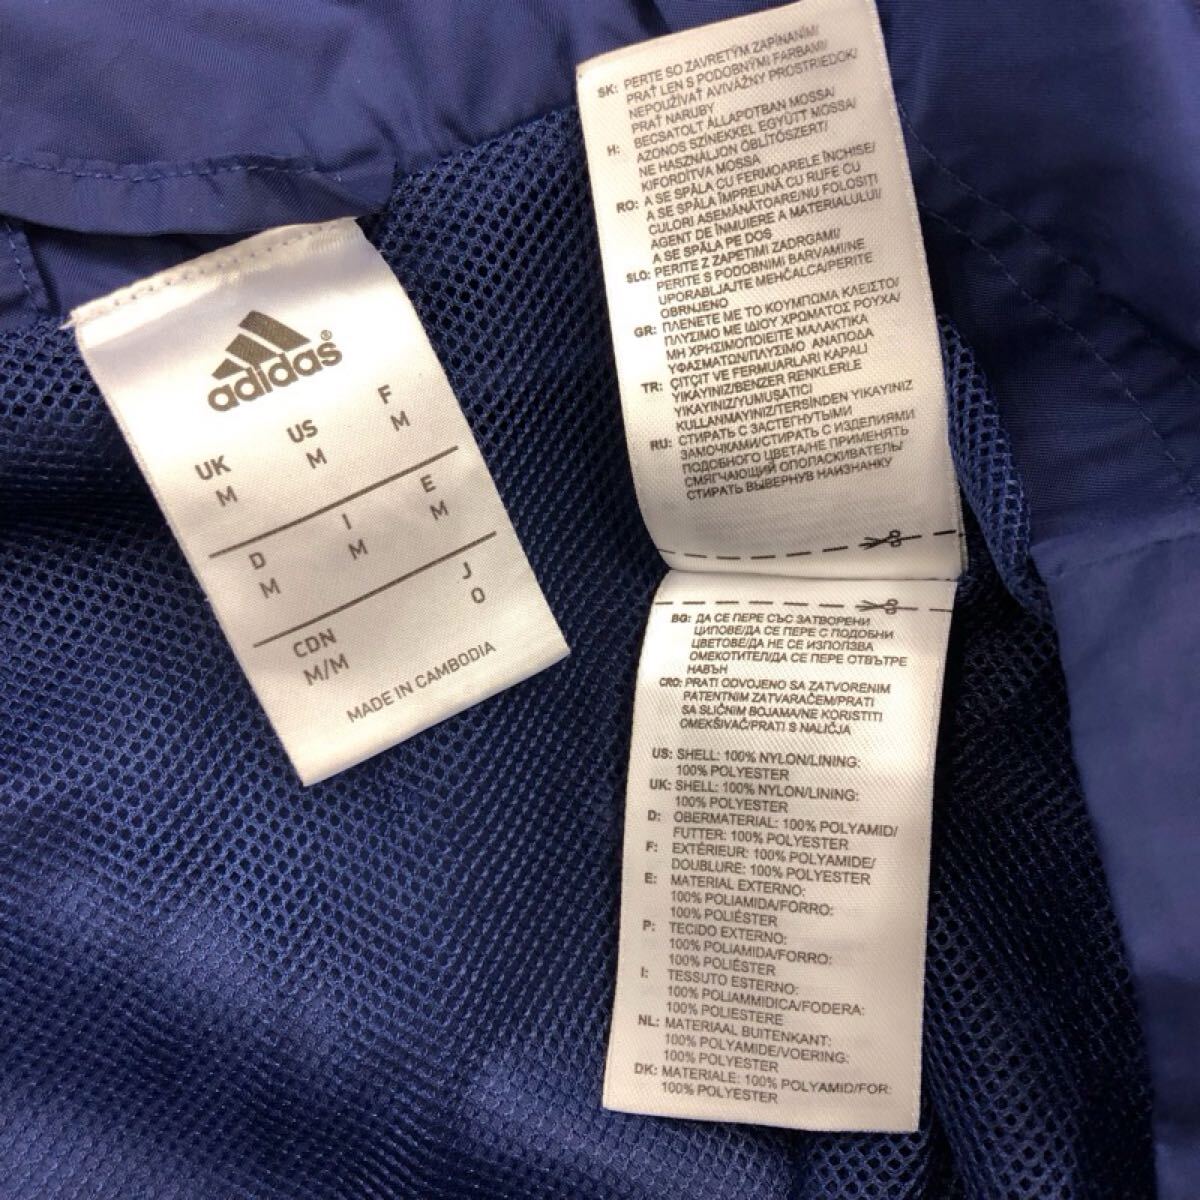 adidas®
UK US F
M M M
D I E
M M M
CDN J
M/M O
MADE IN CAMBODIA
SK: PERTE SO ZAVRETÝM ZAPÍNANÍM/
PRAŤ LEN S PODOBNÝMI FARBAMI/
NEPOUŽÍVAŤ AVIVÁŽNY PROSTRIEDOK/
PRAŤ NARUBY
H: BECSATOLT ÁLLAPOTBAN MOSSA/
AZONOS SZÍNEKKEL EGYÜTT MOSSA/
NE HASZNÁLJON ÖBLÍTŐSZERT/
KIFORDÍTVA MOSSA
RO: A SE SPĂLA CU FERMOARELE ÎNCHISE/
A SE SPĂLA ÎMPREUNĂ CU RUFE CU
CULORI ASEMĂNĂTOARE/NU FOLOSITI
AGENT DE ÎNMUIERE A MATERIALULUI/
A SE SPĂLA PE DOS
SLO: PERITE Z ZAPETIMI ZADRGAMI/
PERITE S PODOBNIMI BARVAMI/NE
UPORABLJAJTE MEHČALCA/PERITE
OBRNJENO
GR: ΠΛΕΝΕΤΕ ΜΕ ΤΟ ΚΟΥΜΠΩΜΑ ΚΛΕΙΣΤΟ/
ΠΛΥΣΙΜΟ ΜΕ ΙΔΙΟΥ ΧΡΩΜΑΤΟΣ ΡΟΥΧΑ/
ΜΗ ΧΡΗΣΙΜΟΠΟΙΕΙΤΕ ΜΑΛΑΚΤΙΚΑ
ΥΦΑΣΜΑΤΩΝ/ΠΛΥΣΙΜΟ ΑΝΑΠΟΔΑ
TR: ÇITÇIT VE FERMUARLARI KAPALI
YIKAYINIZ/BENZER RENKLERLE
YIKAYINIZ/YUMUŞATICI
KULLANMAYINIZ/TERSİNDEN YIKAYINIZ
RU: СТИРАТЬ С ЗАСТЕГНУТЫМИ
ЗАМОЧКАМИ/СТИРАТЬ С ИЗДЕЛИЯМИ
ПОДОБНОГО ЦВЕТА/НЕ ПРИМЕНЯТЬ
СМЯГЧАЮЩИЙ ОПОЛАСКИВАТЕЛЬ/
СТИРАТЬ ВЫВЕРНУВ НАИЗНАНКУ
BG: ДА СЕ ПЕРЕ СЪС ЗАТВОРЕНИ
ЦИПОВЕ/ДА СЕ ПЕРЕ С ПОДОБНИ
ЦВЕТОВЕ/ДА НЕ СЕ ИЗПОЛЗВА
ОМЕКОТИТЕЛ/ДА СЕ ПЕРЕ ОТВЪТРЕ
НАВЪН
CRO: PRATI ODVOJENO SA ZATVORENIM
PATENTNIM ZATVARAČEM/PRATI
SA SLIČNIM BOJAMA/NE KORISTITI
OMEKŠIVAČ/PRATI S NALIČJA
US: SHELL: 100% NYLON/LINING:
100% POLYESTER
UK: SHELL: 100% NYLON/LINING:
100% POLYESTER
D: OBERMATERIAL: 100% POLYAMID/
FUTTER: 100% POLYESTER
F: EXTÉRIEUR: 100% POLYAMIDE/
DOUBLURE: 100% POLYESTER
E: MATERIAL EXTERNO:
100% POLIAMIDA/FORRO:
100% POLIÉSTER
P: TECIDO EXTERNO:
100% POLIAMIDA/FORRO:
100% POLIÉSTER
I: TESSUTO ESTERNO:
100% POLIAMMIDICA/FODERA:
100% POLIESTERE
NL: MATERIAAL BUITENKANT:
100% POLYAMIDE/VOERING:
100% POLYESTER
DK: MATERIALE: 100% POLYAMID/FOR:
100% POLYESTER